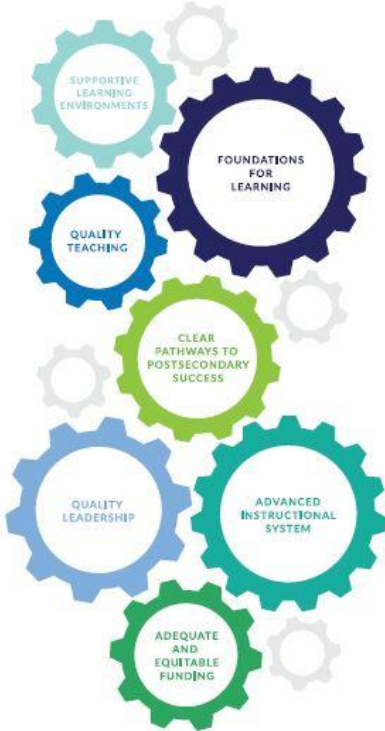 SUPPORTIVE
LEARNING
ENVIRONMENTS
FOUNDATIONS
FOR
LEARNING
QUALITY
TEACHING
CLEAR
PATHWAYS TO
POSTSECONDARY
SUCCESS
QUALITY
LEADERSHIP
ADVANCED
INSTRUCTIONAL
SYSTEM
ADEQUATE
AND
EQUITABLE
FUNDING